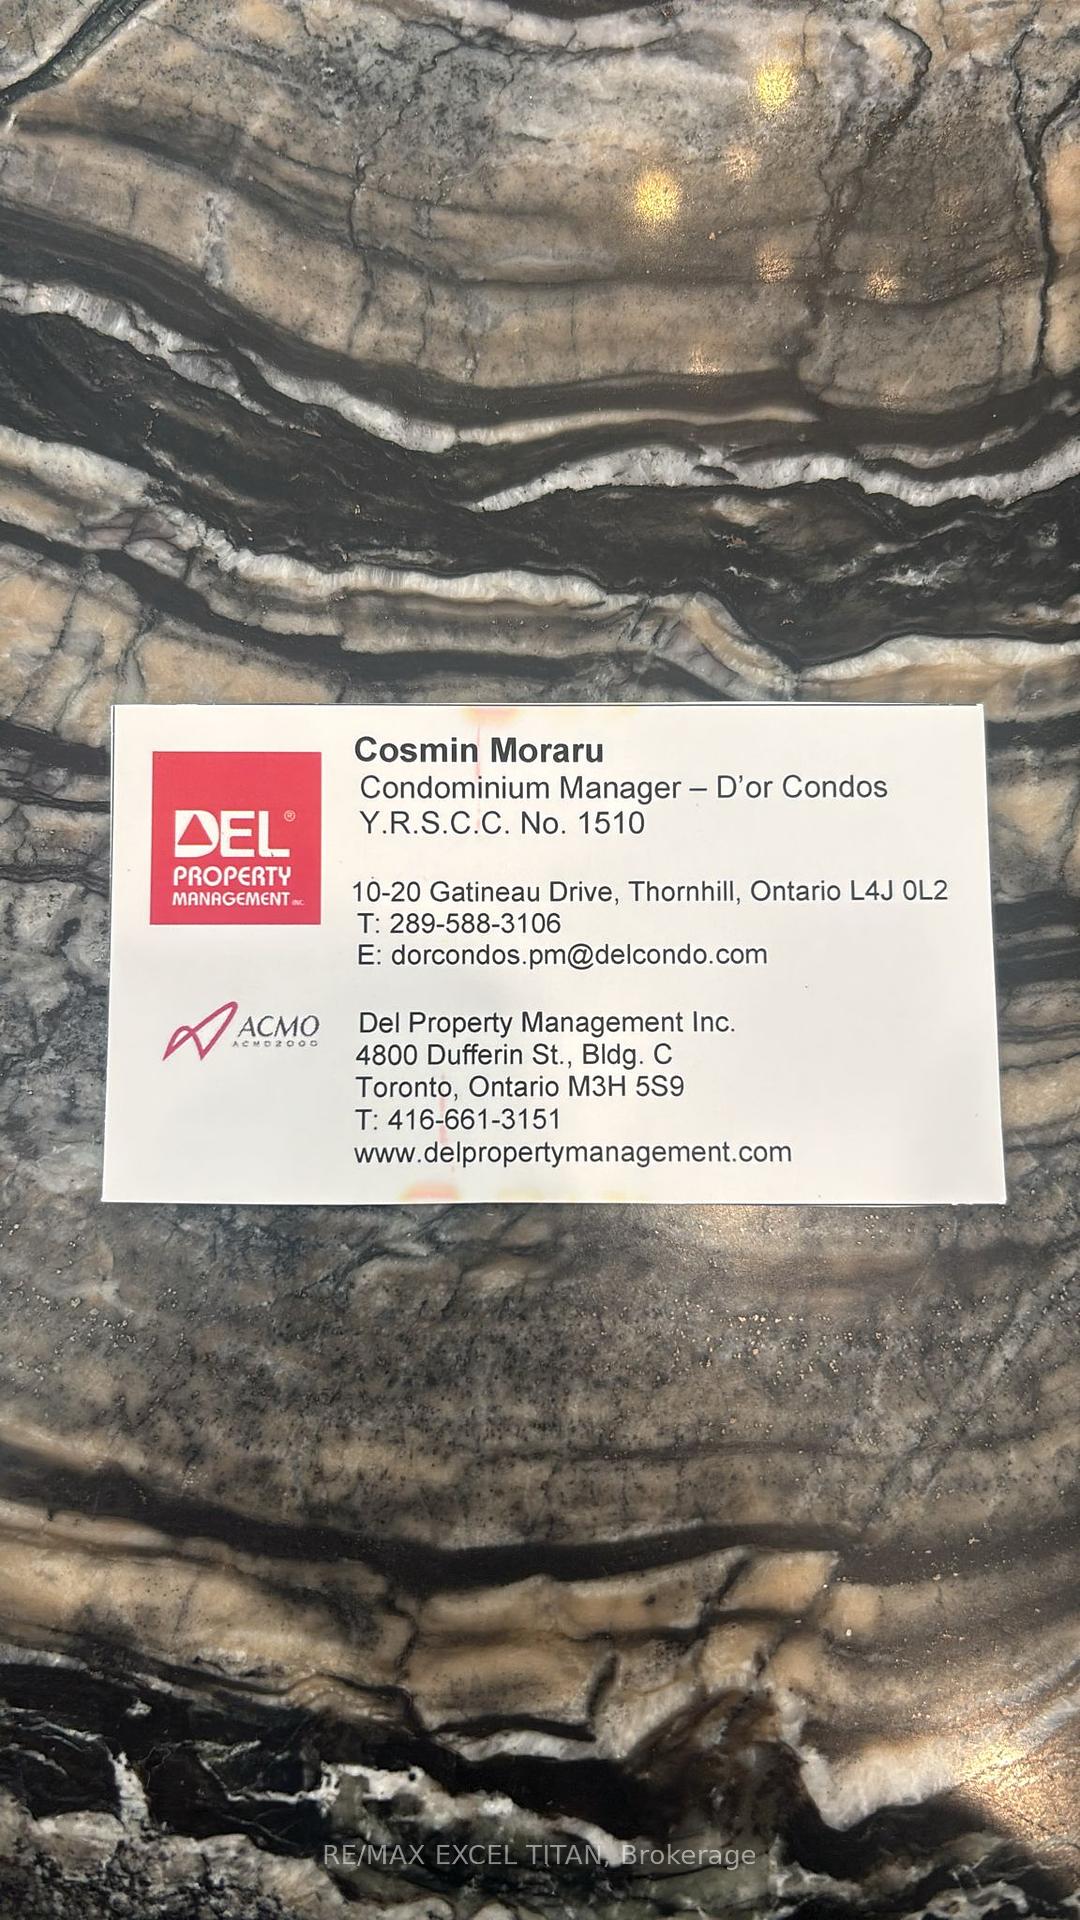 DEL®
PROPERTY
MANAGEMENT INC.
ACMO
ACMO2000
Cosmin Moraru
Condominium Manager – D’or Condos
Y.R.S.C.C. No. 1510
10-20 Gatineau Drive, Thornhill, Ontario L4J 0L2
T: 289-588-3106
E: dorcondos.pm@delcondo.com
Del Property Management Inc.
4800 Dufferin St., Bldg. C
Toronto, Ontario M3H 5S9
T: 416-661-3151
www.delpropertymanagement.com
RE/MAX EXCEL TITAN, Brokerage